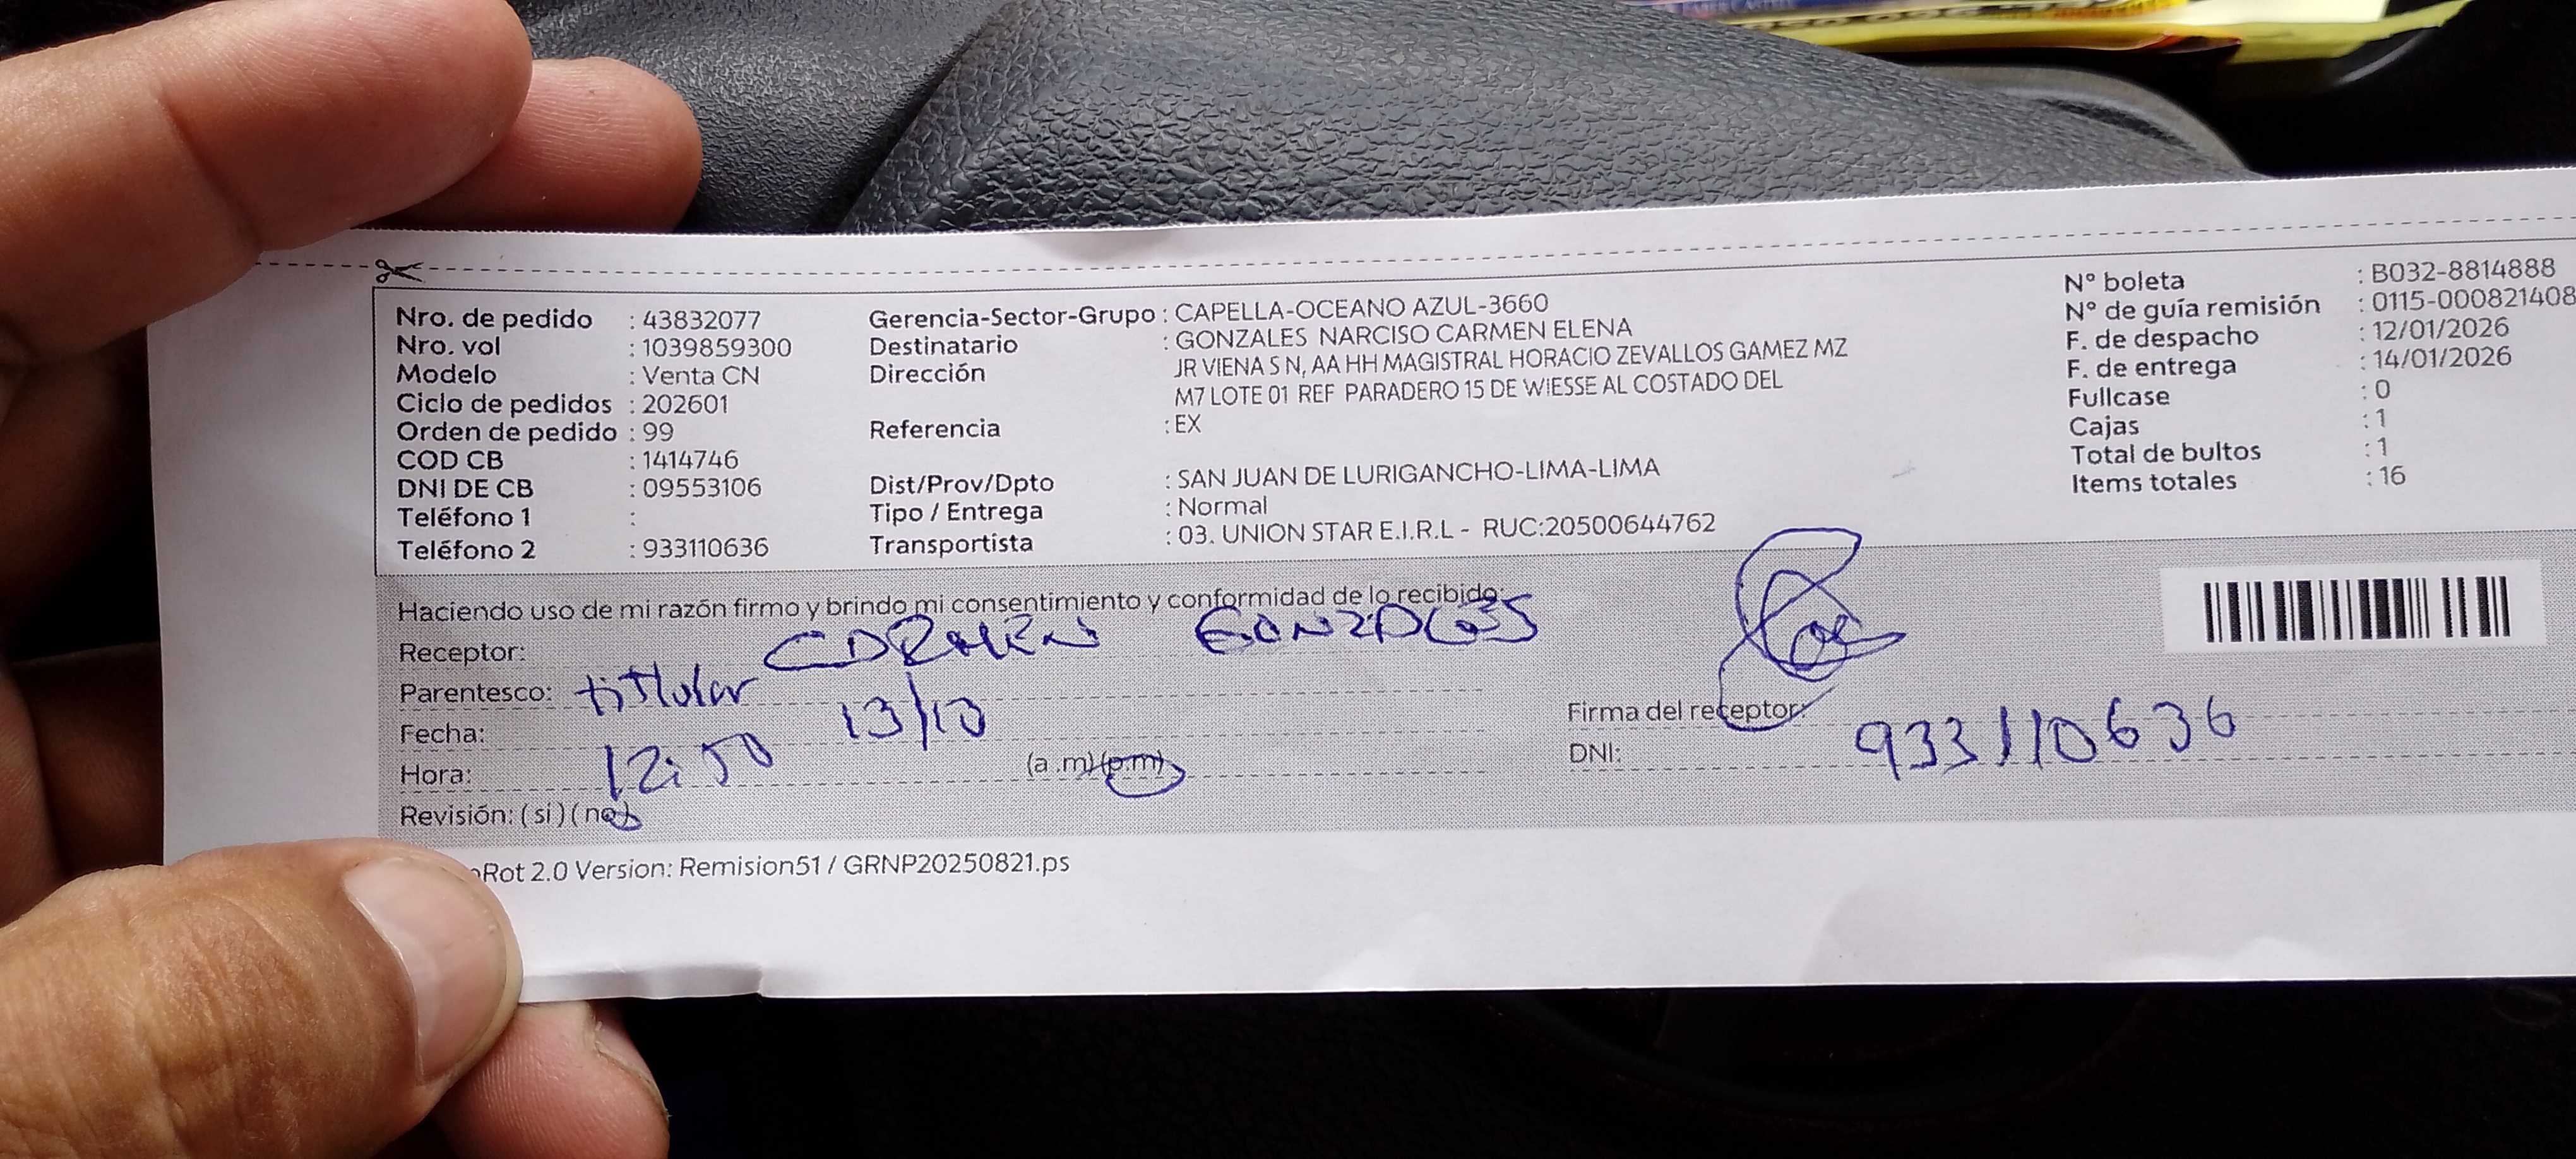 Nro. de pedido : 43832077
Nro. vol : 1039859300
Modelo : Venta CN
Ciclo de pedidos : 202601
Orden de pedido : 99
COD CB : 1414746
DNI DE CB : 09553106
Teléfono 1 :
Teléfono 2 : 933110636
Gerencia-Sector-Grupo : CAPELLA-OCEANO AZUL-3660
Destinatario : GONZALES NARCISO CARMEN ELENA
Dirección JR VIENA S N, AA HH MAGISTRAL HORACIO ZEVALLOS GAMEZ MZ
M7 LOTE 01 REF PARADERO 15 DE WIESSE AL COSTADO DEL
Referencia : EX
Dist/Prov/Dpto : SAN JUAN DE LURIGANCHO-LIMA-LIMA
Tipo / Entrega : Normal
Transportista : 03. UNION STAR E.I.R.L - RUC:20500644762
N° boleta : B032-8814888
N° de guía remisión : 0115-000821408
F. de despacho : 12/01/2026
F. de entrega : 14/01/2026
Fullcase : 0
Cajas : 1
Total de bultos : 1
Items totales : 16
Haciendo uso de mi razón firmo y brindo mi consentimiento y conformidad de lo recibido:
Receptor: CARMEN GONZALES
Parentesco: tittular
Fecha: 13/10
Hora: 12:50 (a .m) (p.m)
Revisión: (si) (no)
Firma del receptor:
DNI: 933110636
Rot 2.0 Version: Remision51 / GRNP20250821.ps